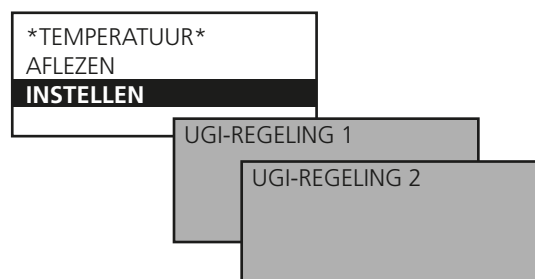 *TEMPERATUUR*
AFLEZEN
INSTELLEN
UGI-REGELING 1
UGI-REGELING 2